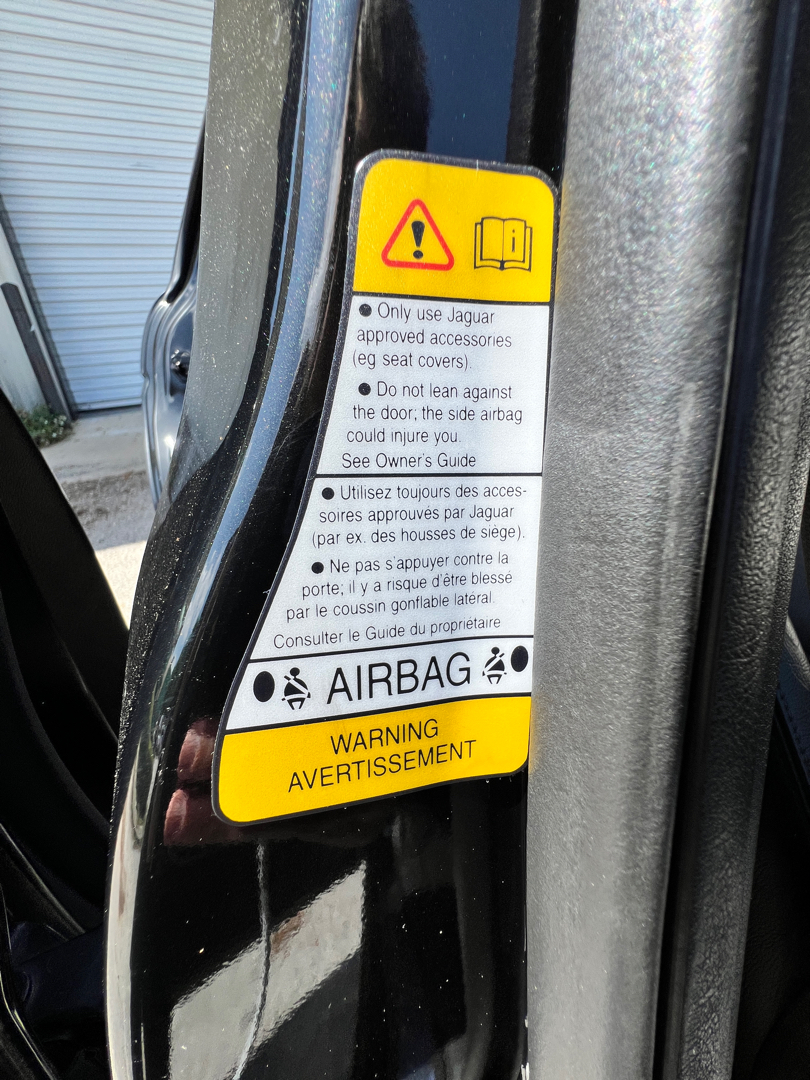 ● Only use Jaguar
approved accessories
(eg seat covers).
● Do not lean against
the door; the side airbag
could injure you.
See Owner's Guide
● Utilisez toujours des acces-
soires approuvés par Jaguar
(par ex. des housses de siège).
● Ne pas s'appuyer contre la
porte; il y a risque d'être blessé
par le coussin gonflable latéral.
Consulter le Guide du propriétaire
AIRBAG
WARNING
AVERTISSEMENT